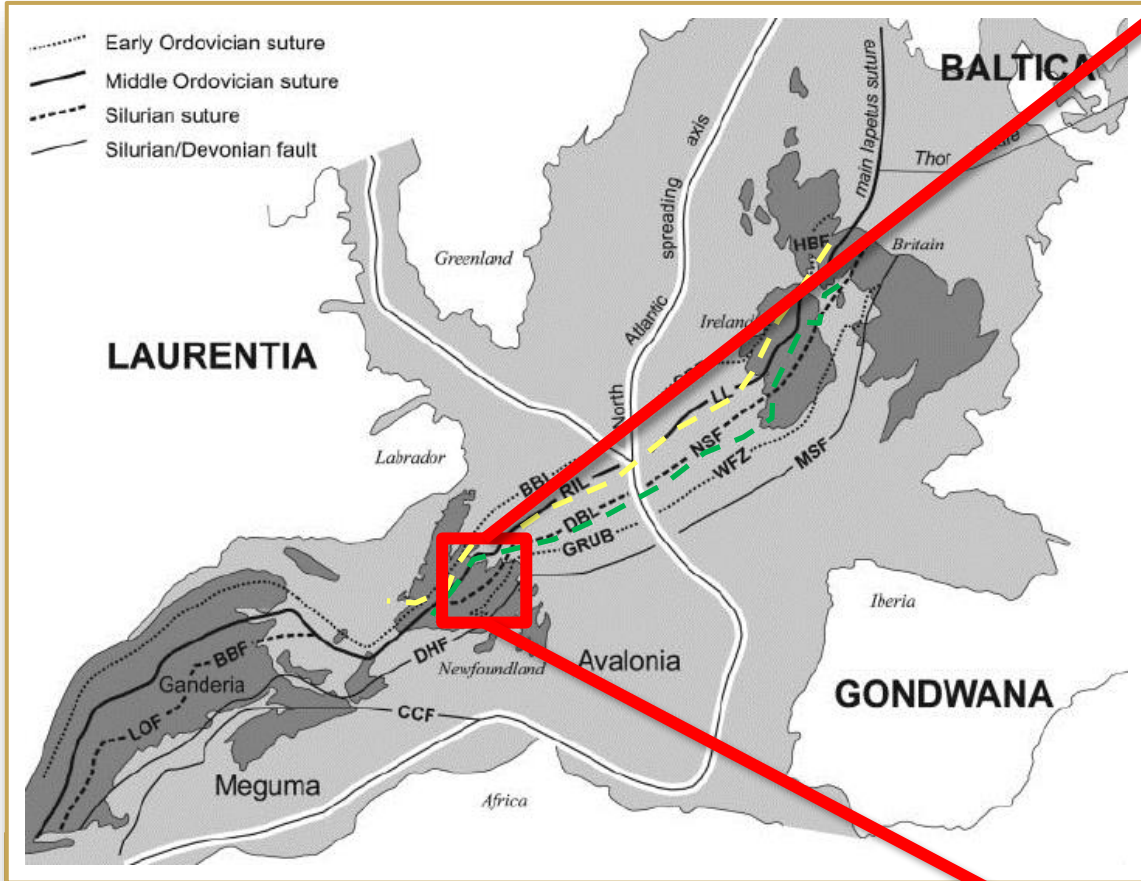 Early Ordovician suture
Middle Ordovician suture
Silurian suture
Silurian/Devonian fault
BALTICA
axis
spreading
Atlantic
North
main Iapetus suture
Thor
HBF
Britain
Greenland
Ireland
LAURENTIA
LL
NSF
WFZ
MSF
Labrador
RIL
DBL
GRUB
Iberia
BBF
Ganderia
DHF
Newfoundland
Avalonia
GONDWANA
LOF
CCF
Meguma
Africa